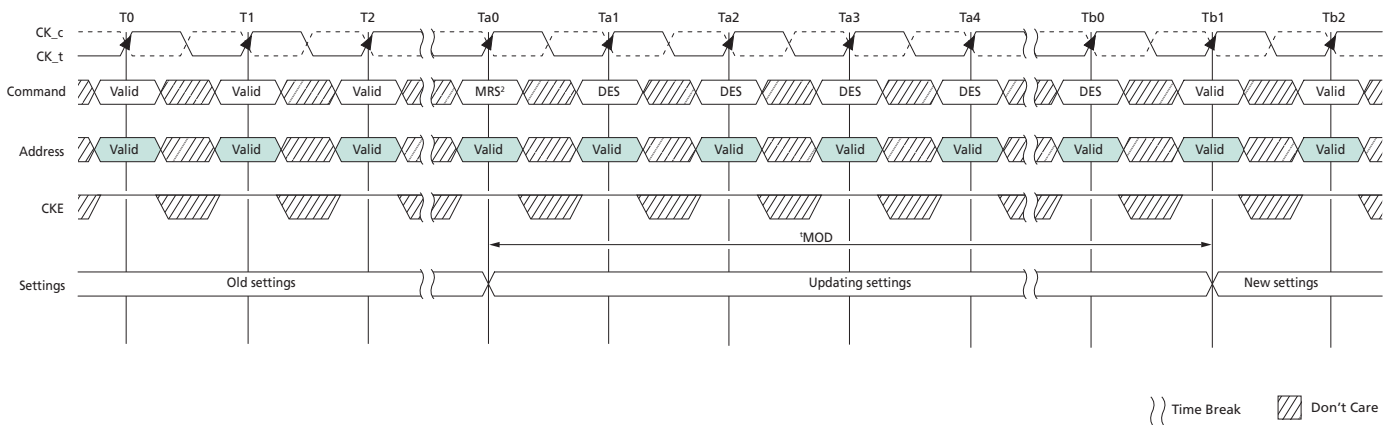 T0 T1 T2 Ta0 Ta1 Ta2 Ta3 Ta4 Tb0 Tb1 Tb2
CK_c
CK_t
Command Valid Valid Valid MRS² DES DES DES DES DES Valid Valid
Address Valid Valid Valid Valid Valid Valid Valid Valid Valid Valid Valid
CKE
tMOD
Settings Old settings Updating settings New settings
Time Break Don't Care